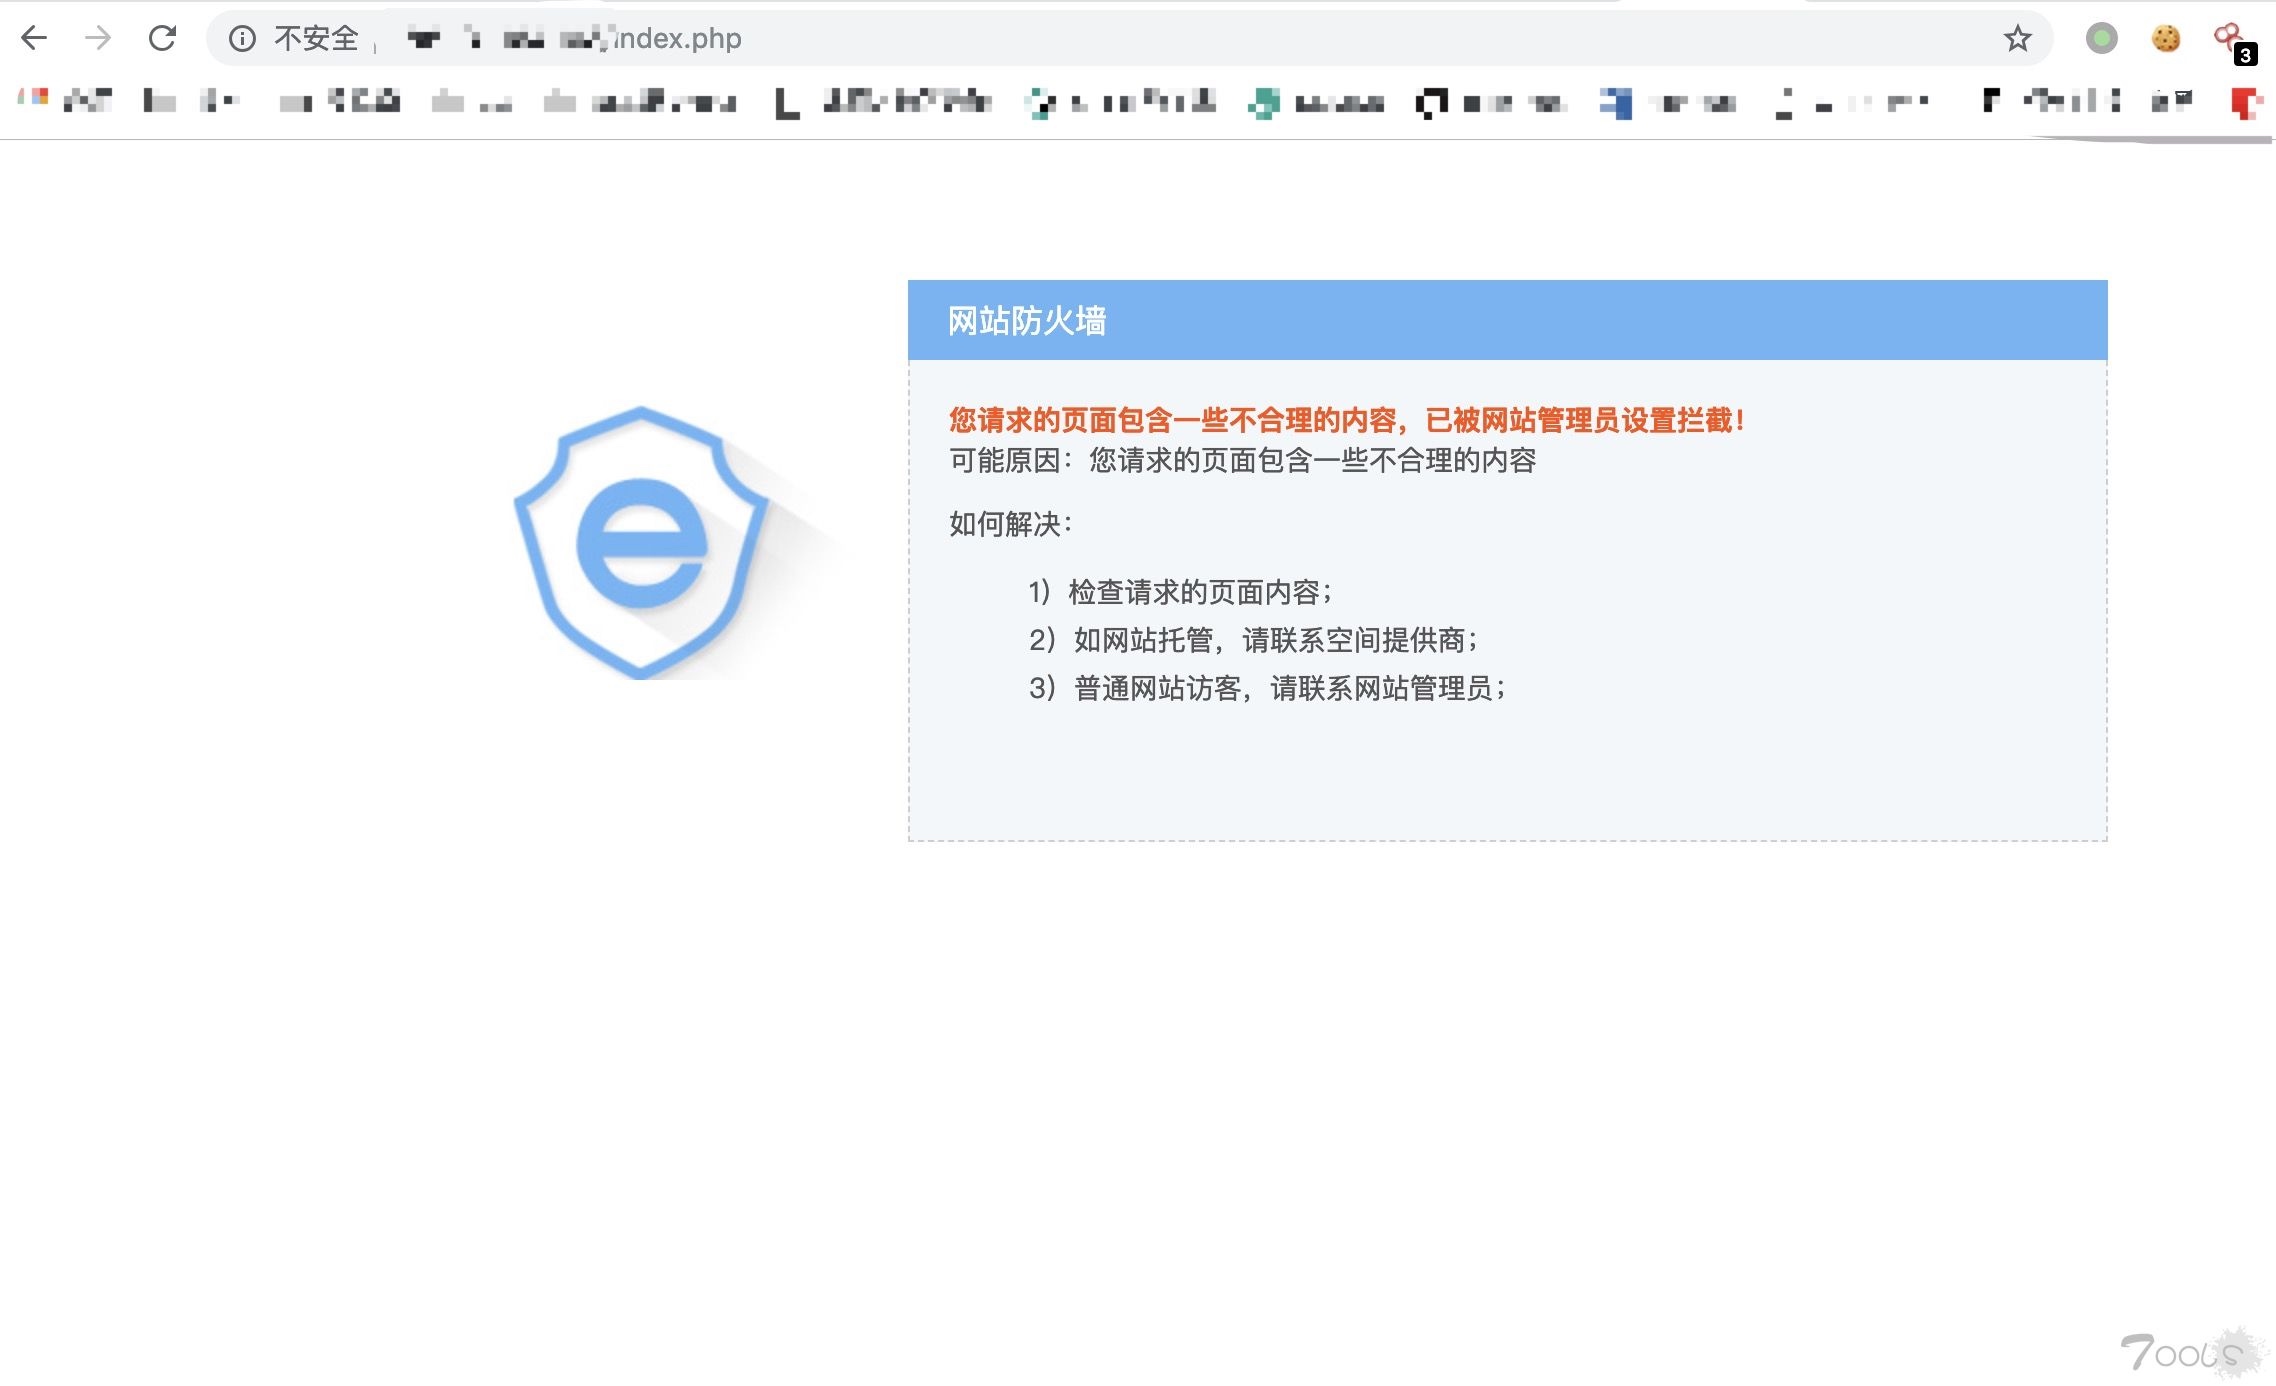 不安全
index.php
3
网站防火墙
您请求的页面包含一些不合理的内容，已被网站管理员设置拦截！
可能原因：您请求的页面包含一些不合理的内容
如何解决：
1）检查请求的页面内容；
2）如网站托管，请联系空间提供商；
3）普通网站访客，请联系网站管理员；
e
7ools